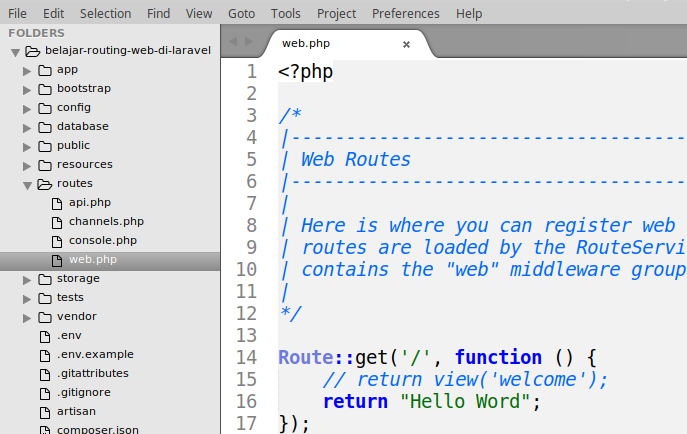 File Edit Selection Find View Goto Tools Project Preferences Help
FOLDERS
belajar-routing-web-di-laravel
app
bootstrap
config
database
public
resources
routes
api.php
channels.php
console.php
web.php
storage
tests
vendor
.env
.env.example
.gitattributes
.gitignore
artisan
composer.json
web.php ×
1 <?php
2
3 /*
4 |-------------------------------------
5 | Web Routes
6 |-------------------------------------
7 |
8 | Here is where you can register web
9 | routes are loaded by the RouteServi
10 | contains the "web" middleware group
11 |
12 */
13
14 Route::get('/', function () {
15     // return view('welcome');
16     return "Hello Word";
17 });